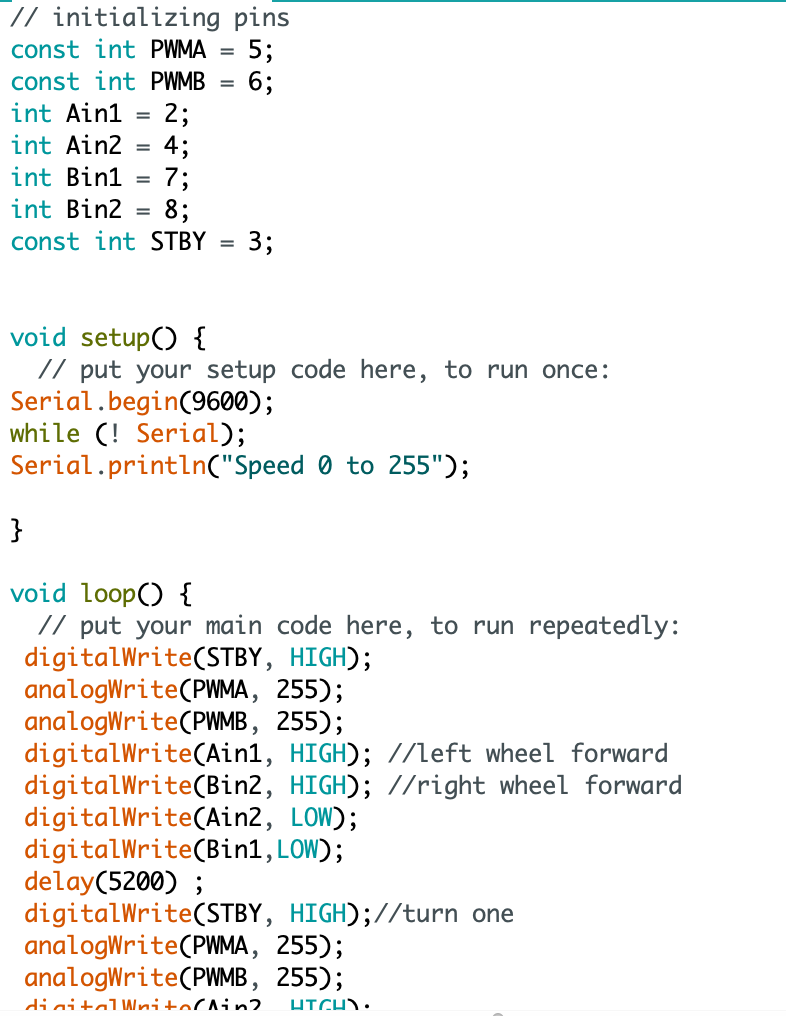 // initializing pins
const int PWMA = 5;
const int PWMB = 6;
int Ain1 = 2;
int Ain2 = 4;
int Bin1 = 7;
int Bin2 = 8;
const int STBY = 3;
void setup() {
  // put your setup code here, to run once:
Serial.begin(9600);
while (! Serial);
Serial.println("Speed 0 to 255");
}
void loop() {
  // put your main code here, to run repeatedly:
 digitalWrite(STBY, HIGH);
 analogWrite(PWMA, 255);
 analogWrite(PWMB, 255);
 digitalWrite(Ain1, HIGH); //left wheel forward
 digitalWrite(Bin2, HIGH); //right wheel forward
 digitalWrite(Ain2, LOW);
 digitalWrite(Bin1,LOW);
 delay(5200) ;
 digitalWrite(STBY, HIGH);//turn one
 analogWrite(PWMA, 255);
 analogWrite(PWMB, 255);
 digitalWrite(Ain2, HIGH);